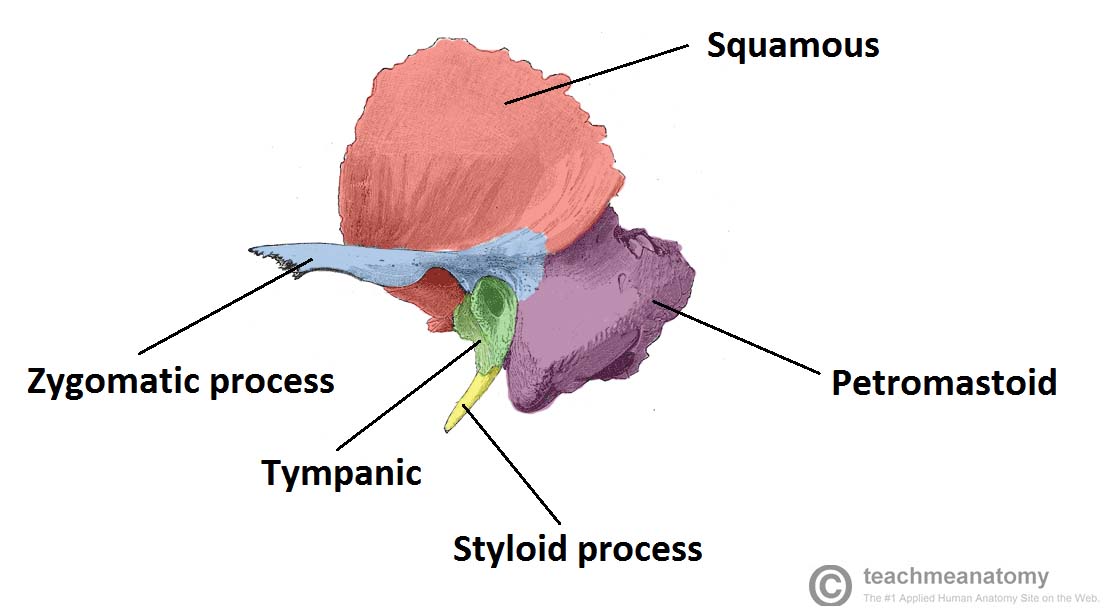 Squamous
Zygomatic process
Petromastoid
Tympanic
Styloid process
© teachmeanatomy
The #1 Applied Human Anatomy Site on the Web.